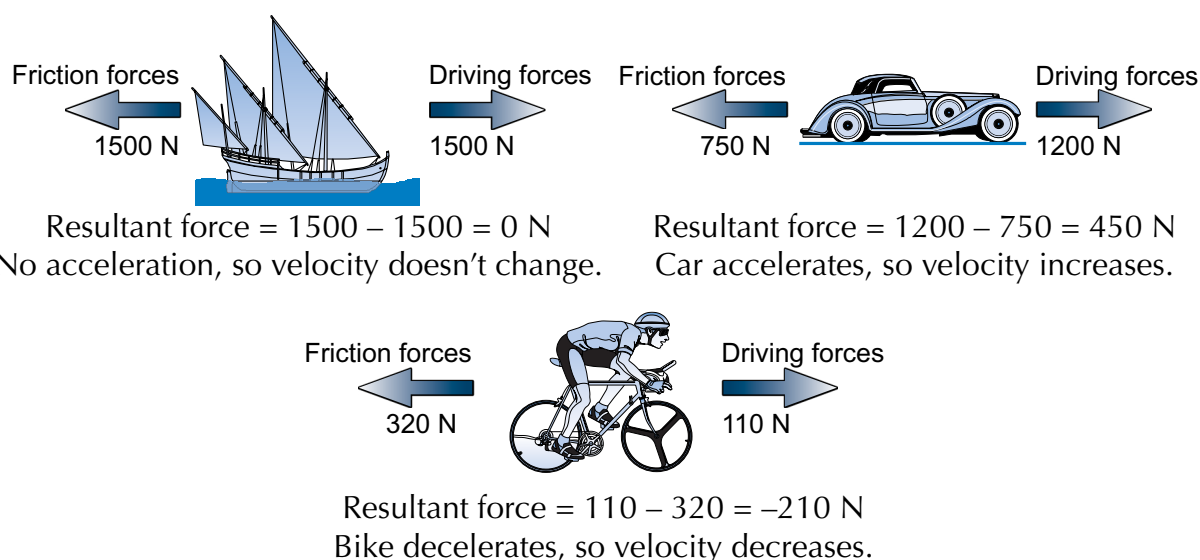 Friction forces
1500 N
Driving forces
1500 N
Resultant force = 1500 – 1500 = 0 N
No acceleration, so velocity doesn't change.
Friction forces
750 N
Driving forces
1200 N
Resultant force = 1200 – 750 = 450 N
Car accelerates, so velocity increases.
Friction forces
320 N
Driving forces
110 N
Resultant force = 110 – 320 = –210 N
Bike decelerates, so velocity decreases.